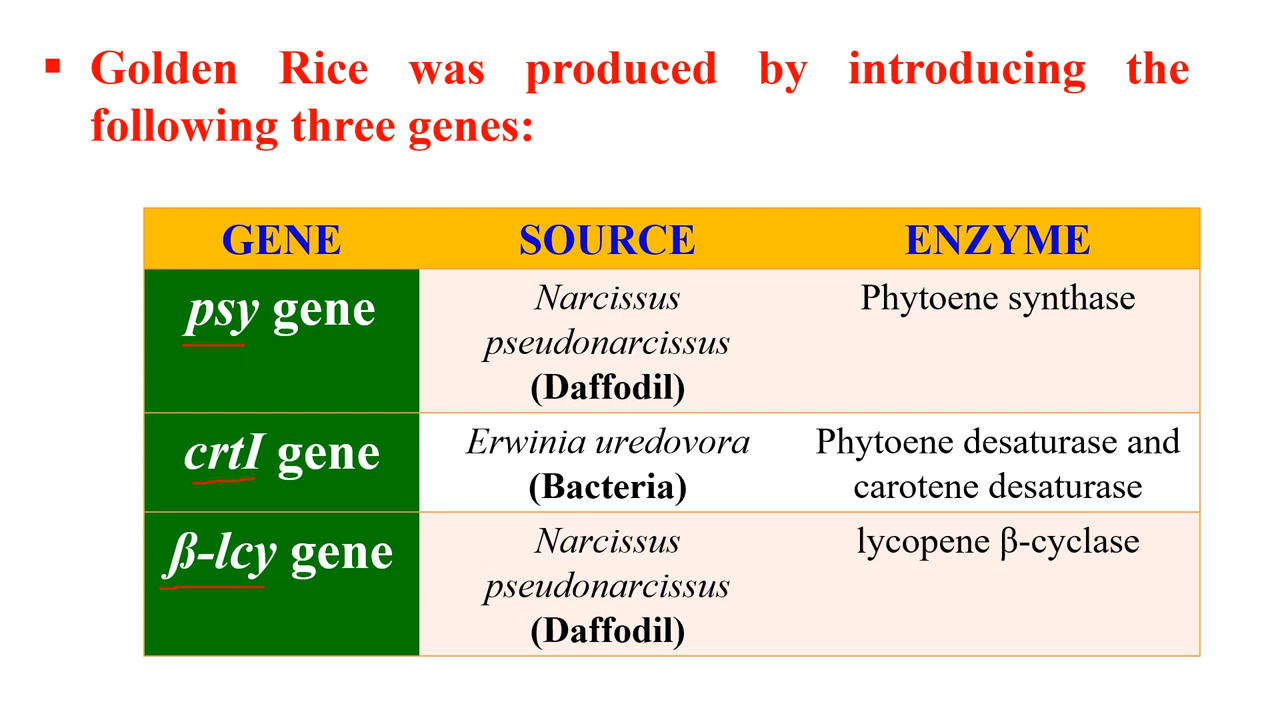 ▪ Golden Rice was produced by introducing the
following three genes:
GENE SOURCE ENZYME
psy gene
Narcissus
pseudonarcissus
(Daffodil)
Phytoene synthase
crtI gene
Erwinia uredovora
(Bacteria)
Phytoene desaturase and
carotene desaturase
ß-lcy gene
Narcissus
pseudonarcissus
(Daffodil)
lycopene β-cyclase